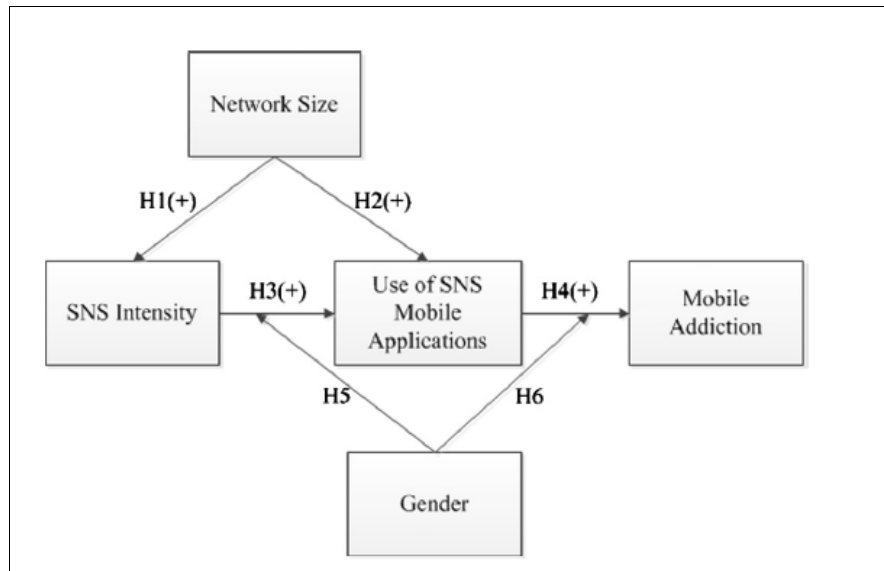 Network Size
H1(+)
H2(+)
SNS Intensity
H3(+)
Use of SNS
Mobile
Applications
H4(+)
Mobile
Addiction
H5
H6
Gender